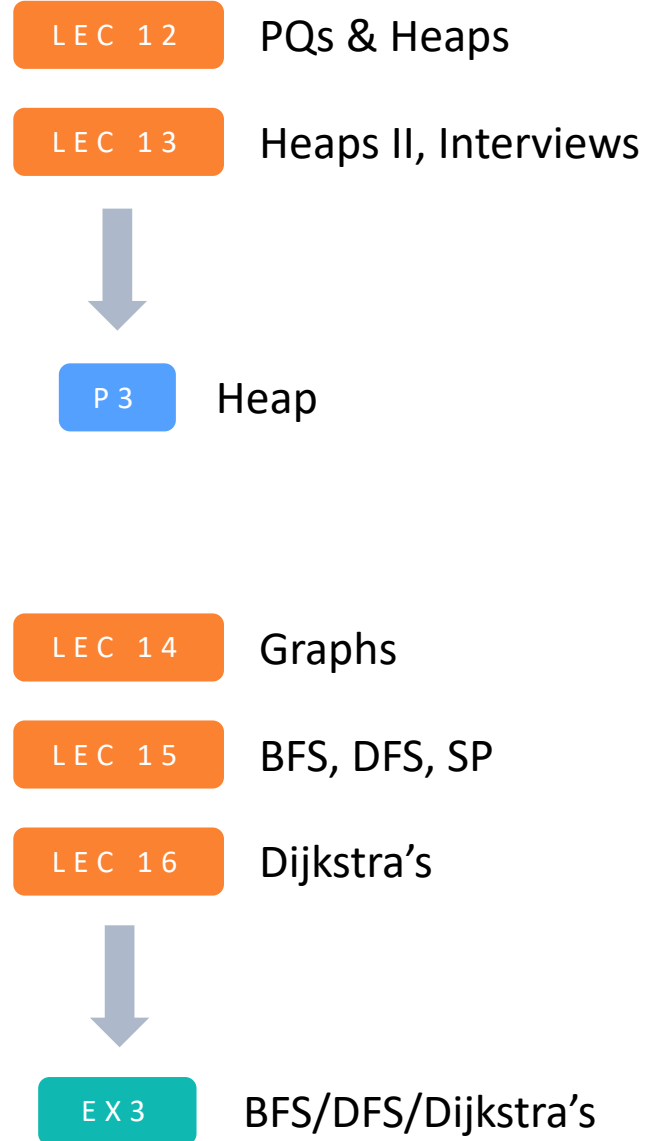 LEC 12 PQs & Heaps
LEC 13 Heaps II, Interviews
P3 Heap
LEC 14 Graphs
LEC 15 BFS, DFS, SP
LEC 16 Dijkstra’s
EX3 BFS/DFS/Dijkstra’s